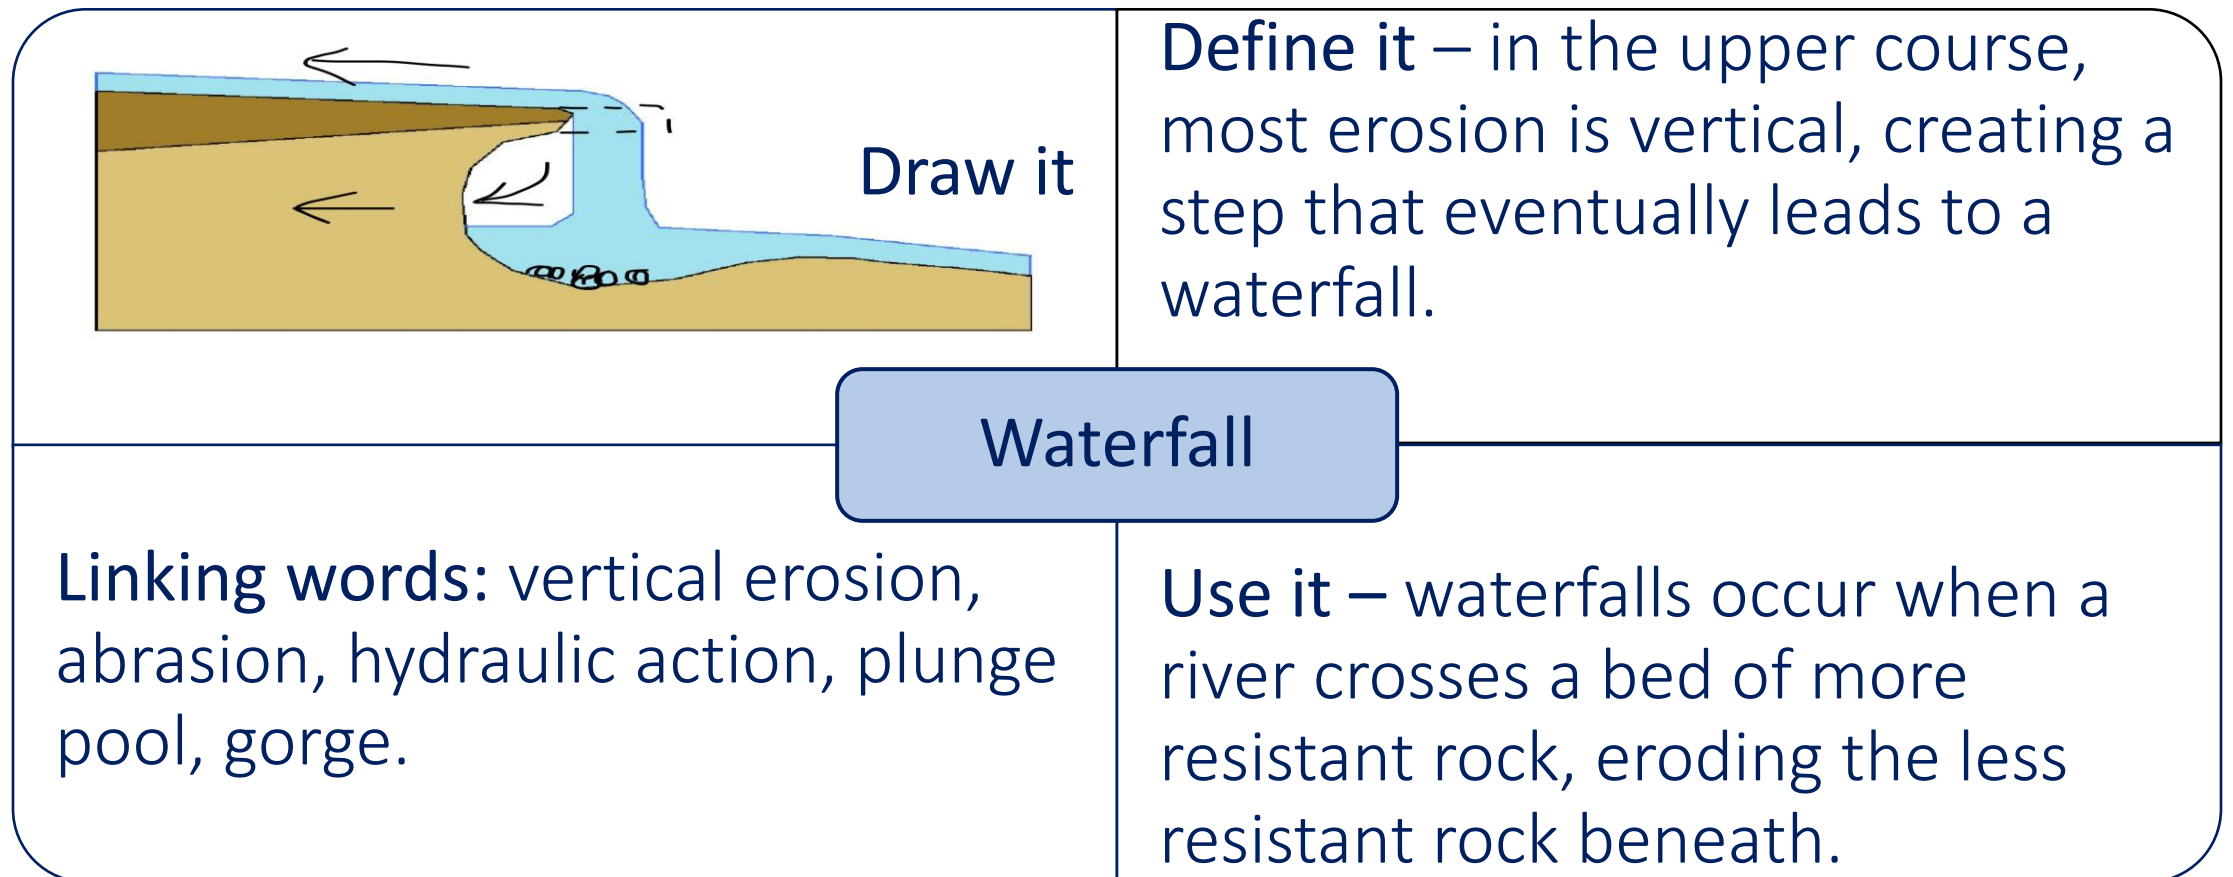 Draw it
Define it – in the upper course,
most erosion is vertical, creating a
step that eventually leads to a
waterfall.
Waterfall
Linking words: vertical erosion,
abrasion, hydraulic action, plunge
pool, gorge.
Use it – waterfalls occur when a
river crosses a bed of more
resistant rock, eroding the less
resistant rock beneath.